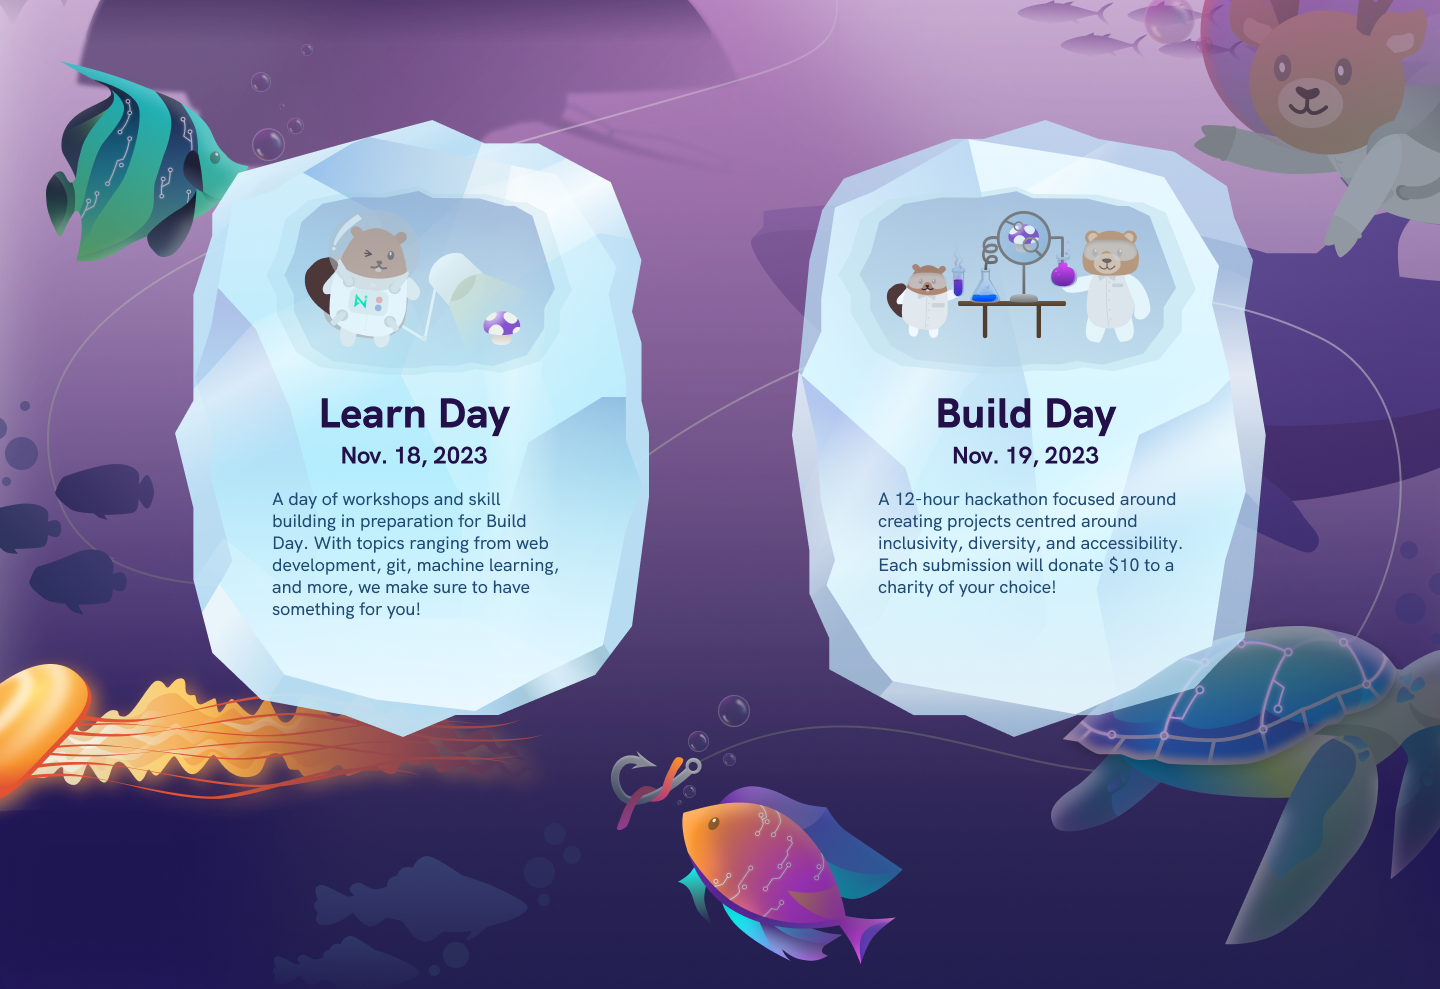 Learn Day
Nov. 18, 2023
A day of workshops and skill
building in preparation for Build
Day. With topics ranging from web
development, git, machine learning,
and more, we make sure to have
something for you!
Build Day
Nov. 19, 2023
A 12-hour hackathon focused around
creating projects centred around
inclusivity, diversity, and accessibility.
Each submission will donate $10 to a
charity of your choice!